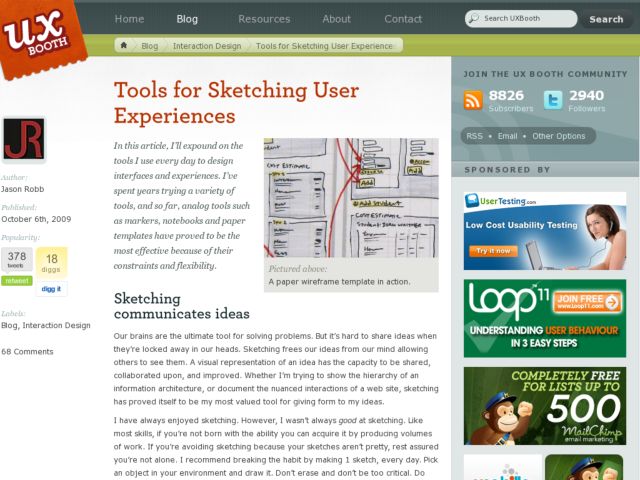 ux
BOOTH
Home
Blog
Resources
About
Contact
Search UXBooth
Search
Blog
Interaction Design
Tools for Sketching User Experiences
JR
Author:
Jason Robb
Published:
October 6th, 2009
Popularity:
378
tweets
retweet
18
diggs
digg it
Labels:
Blog, Interaction Design
68 Comments
Tools for Sketching User
Experiences
In this article, I'll expound on the
tools I use every day to design
interfaces and experiences. I've
spent years trying a variety of
tools, and so far, analog tools such
as markers, notebooks and paper
templates have proved to be the
most effective because of their
constraints and flexibility.
COST ESTIMATE
Add
Add Student
COST ESTIMATE
Pictured above:
A paper wireframe template in action.
Sketching
communicates ideas
Our brains are the ultimate tool for solving problems. But it's hard to share ideas when
they're locked away in our heads. Sketching frees our ideas from our mind allowing
others to see them. A visual representation of an idea has the capacity to be shared,
collaborated upon, and improved. Whether I'm trying to show the hierarchy of an
information architecture, or document the nuanced interactions of a web site, sketching
has proved itself to be my most valued tool for giving form to my ideas.
I have always enjoyed sketching. However, I wasn't always good at sketching. Like
most skills, if you're not born with the ability you can acquire it by producing volumes
of work. If you're avoiding sketching because your sketches aren't pretty, rest assured
you're not alone. I recommend breaking the habit by making 1 sketch, every day. Pick
an object in your environment and draw it. Don't erase and don't be too critical. Do
JOIN THE UX BOOTH COMMUNITY
8826
Subscribers
2940
Followers
RSS • Email • Other Options
SPONSORED BY
UserTesting.com
Low Cost Usability Testing
Try it now
Loop11
JOIN FREE
www.loop11.com
UNDERSTANDING USER BEHAVIOUR
IN 3 EASY STEPS
COMPLETELY FREE
FOR LISTS UP TO
500
MailChimp
email marketing